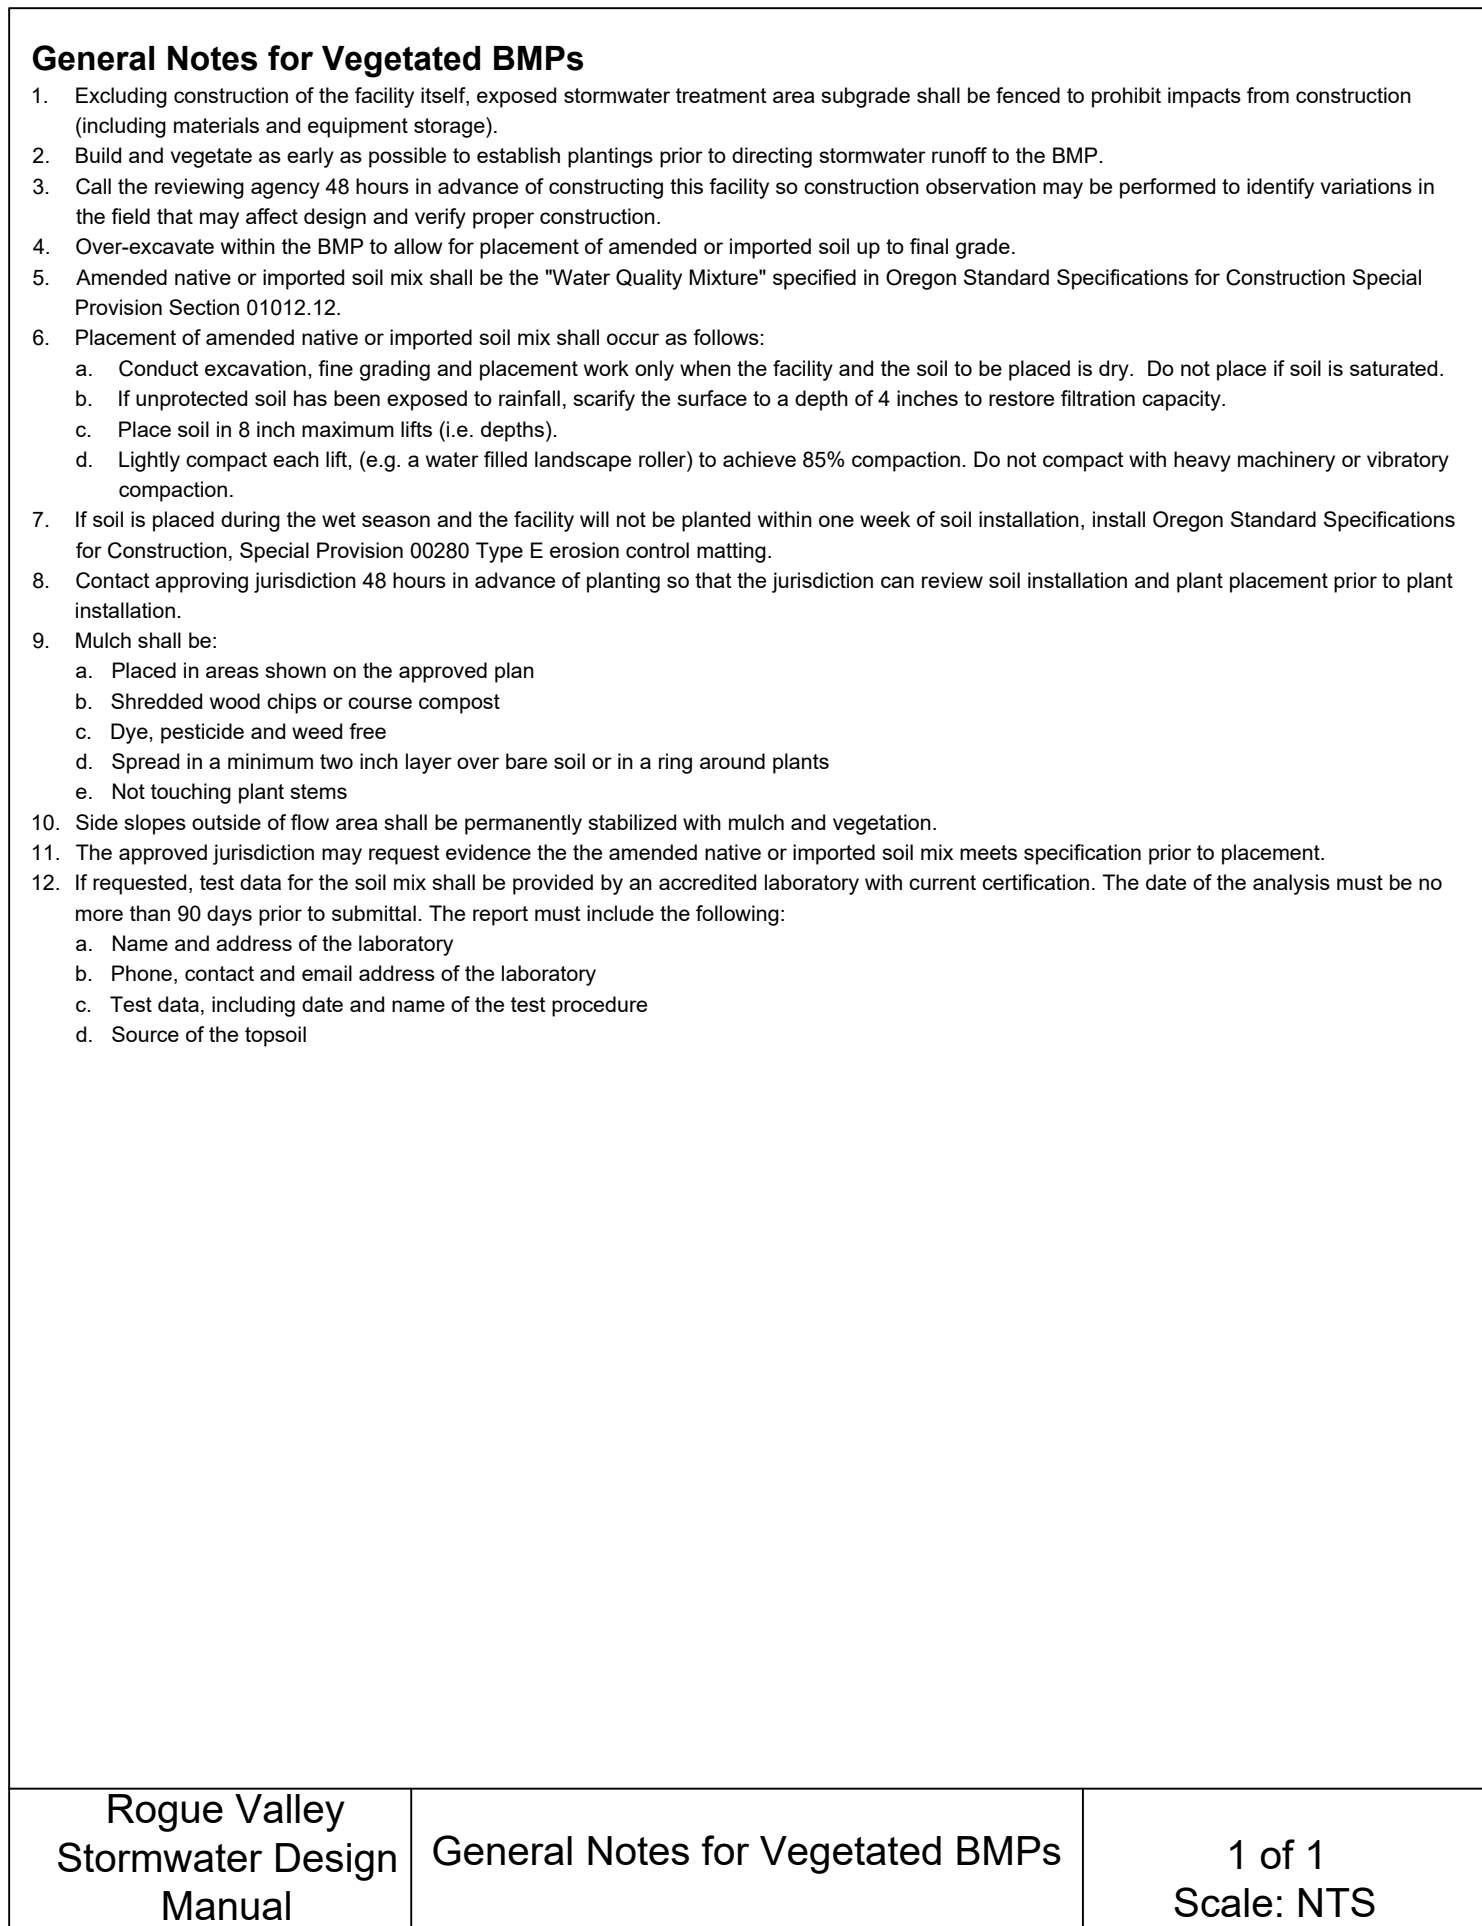 General Notes for Vegetated BMPs
1. Excluding construction of the facility itself, exposed stormwater treatment area subgrade shall be fenced to prohibit impacts from construction
(including materials and equipment storage).
2. Build and vegetate as early as possible to establish plantings prior to directing stormwater runoff to the BMP.
3. Call the reviewing agency 48 hours in advance of constructing this facility so construction observation may be performed to identify variations in
the field that may affect design and verify proper construction.
4. Over-excavate within the BMP to allow for placement of amended or imported soil up to final grade.
5. Amended native or imported soil mix shall be the "Water Quality Mixture" specified in Oregon Standard Specifications for Construction Special
Provision Section 01012.12.
6. Placement of amended native or imported soil mix shall occur as follows:
a. Conduct excavation, fine grading and placement work only when the facility and the soil to be placed is dry. Do not place if soil is saturated.
b. If unprotected soil has been exposed to rainfall, scarify the surface to a depth of 4 inches to restore filtration capacity.
c. Place soil in 8 inch maximum lifts (i.e. depths).
d. Lightly compact each lift, (e.g. a water filled landscape roller) to achieve 85% compaction. Do not compact with heavy machinery or vibratory
compaction.
7. If soil is placed during the wet season and the facility will not be planted within one week of soil installation, install Oregon Standard Specifications
for Construction, Special Provision 00280 Type E erosion control matting.
8. Contact approving jurisdiction 48 hours in advance of planting so that the jurisdiction can review soil installation and plant placement prior to plant
installation.
9. Mulch shall be:
a. Placed in areas shown on the approved plan
b. Shredded wood chips or course compost
c. Dye, pesticide and weed free
d. Spread in a minimum two inch layer over bare soil or in a ring around plants
e. Not touching plant stems
10. Side slopes outside of flow area shall be permanently stabilized with mulch and vegetation.
11. The approved jurisdiction may request evidence the the amended native or imported soil mix meets specification prior to placement.
12. If requested, test data for the soil mix shall be provided by an accredited laboratory with current certification. The date of the analysis must be no
more than 90 days prior to submittal. The report must include the following:
a. Name and address of the laboratory
b. Phone, contact and email address of the laboratory
c. Test data, including date and name of the test procedure
d. Source of the topsoil
Rogue Valley
Stormwater Design
Manual
General Notes for Vegetated BMPs
1 of 1
Scale: NTS